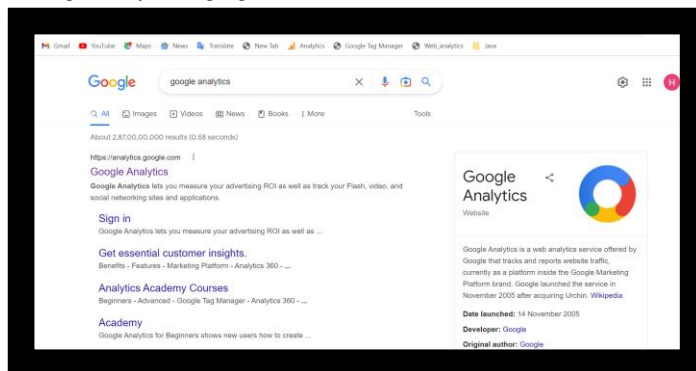 Gmail YouTube Maps News Translate New Tab Analytics Google Tag Manager Web_analytics Java
Google google analytics H
All Images Videos News Books More Tools
About 2,87,00,00,000 results (0.58 seconds)
https://analytics.google.com
Google Analytics
Google Analytics lets you measure your advertising ROI as well as track your Flash, video, and
social networking sites and applications.
Sign in
Google Analytics lets you measure your advertising ROI as well as ...
Get essential customer insights.
Benefits - Features - Marketing Platform - Analytics 360 - ...
Analytics Academy Courses
Beginners - Advanced - Google Tag Manager - Analytics 360 - ...
Academy
Google Analytics for Beginners shows new users how to create ...
Google
Analytics
Website
Google Analytics is a web analytics service offered by
Google that tracks and reports website traffic,
currently as a platform inside the Google Marketing
Platform brand. Google launched the service in
November 2005 after acquiring Urchin. Wikipedia
Date launched: 14 November 2005
Developer: Google
Original author: Google